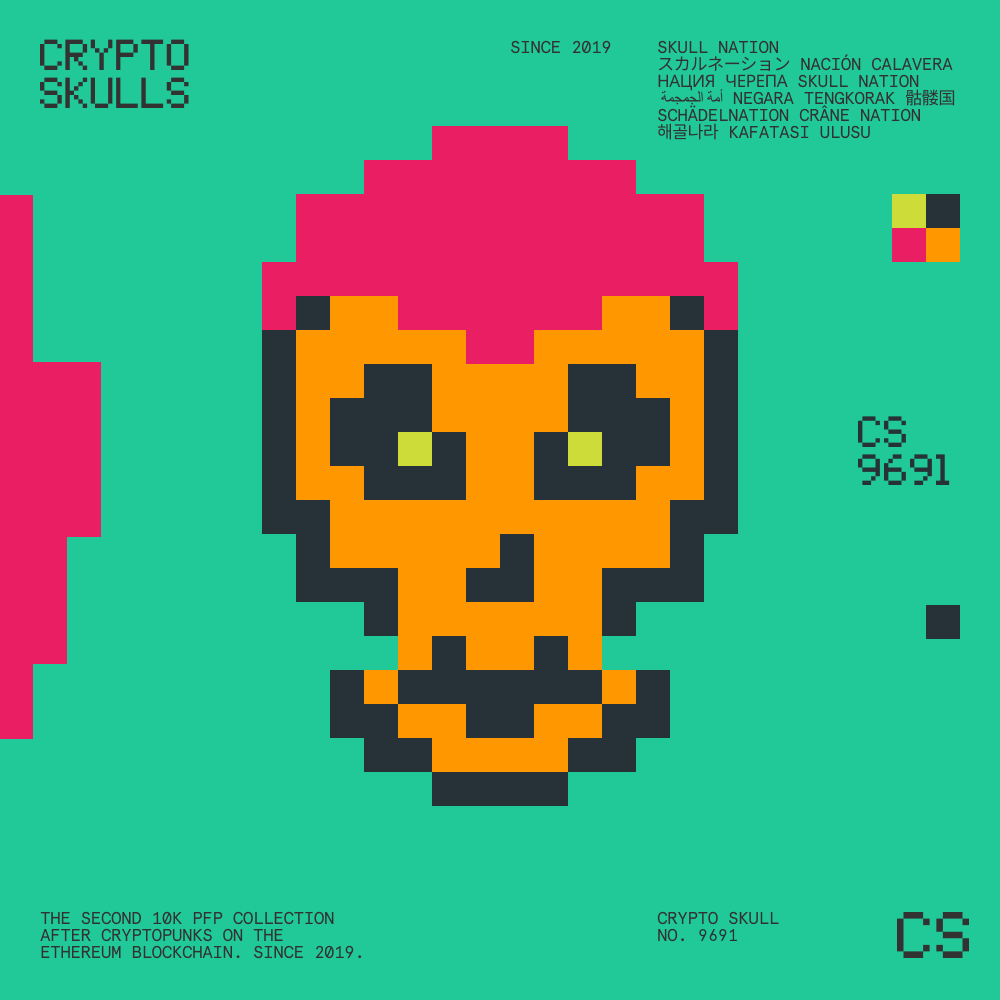 CRYPTO
SKULLS
SINCE 2019
SKULL NATION
スカルネーション NACIÓN CALAVERA
НАЦИЯ ЧЕРЕПА SKULL NATION
أمة الجمجمة NEGARA TENGKORAK 骷髅国
SCHÄDELNATION CRÂNE NATION
해골나라 KAFATASI ULUSU
CS
9691
THE SECOND 10K PFP COLLECTION
AFTER CRYPTOPUNKS ON THE
ETHEREUM BLOCKCHAIN. SINCE 2019.
CRYPTO SKULL
NO. 9691
CS